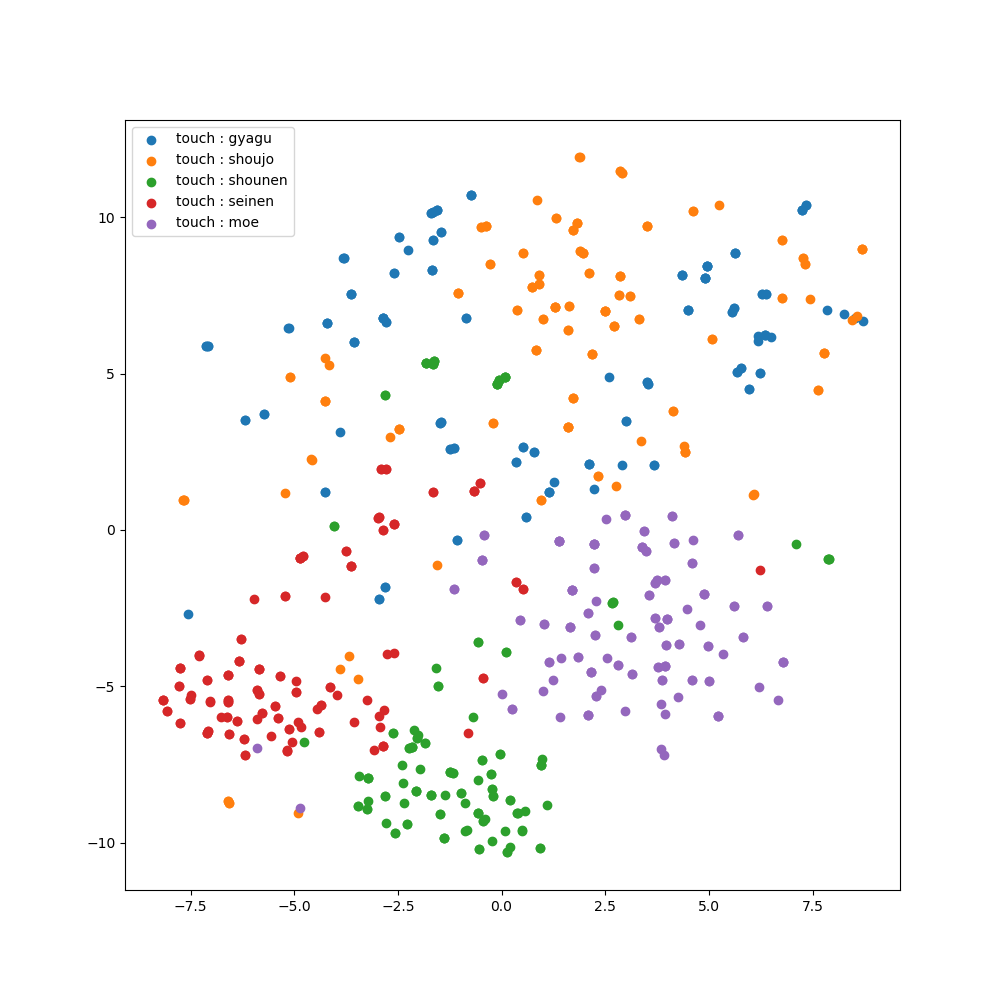 touch : gyagu
touch : shoujo
touch : shounen
touch : seinen
touch : moe
10
5
0
−5
−10
−7.5 −5.0 −2.5 0.0 2.5 5.0 7.5